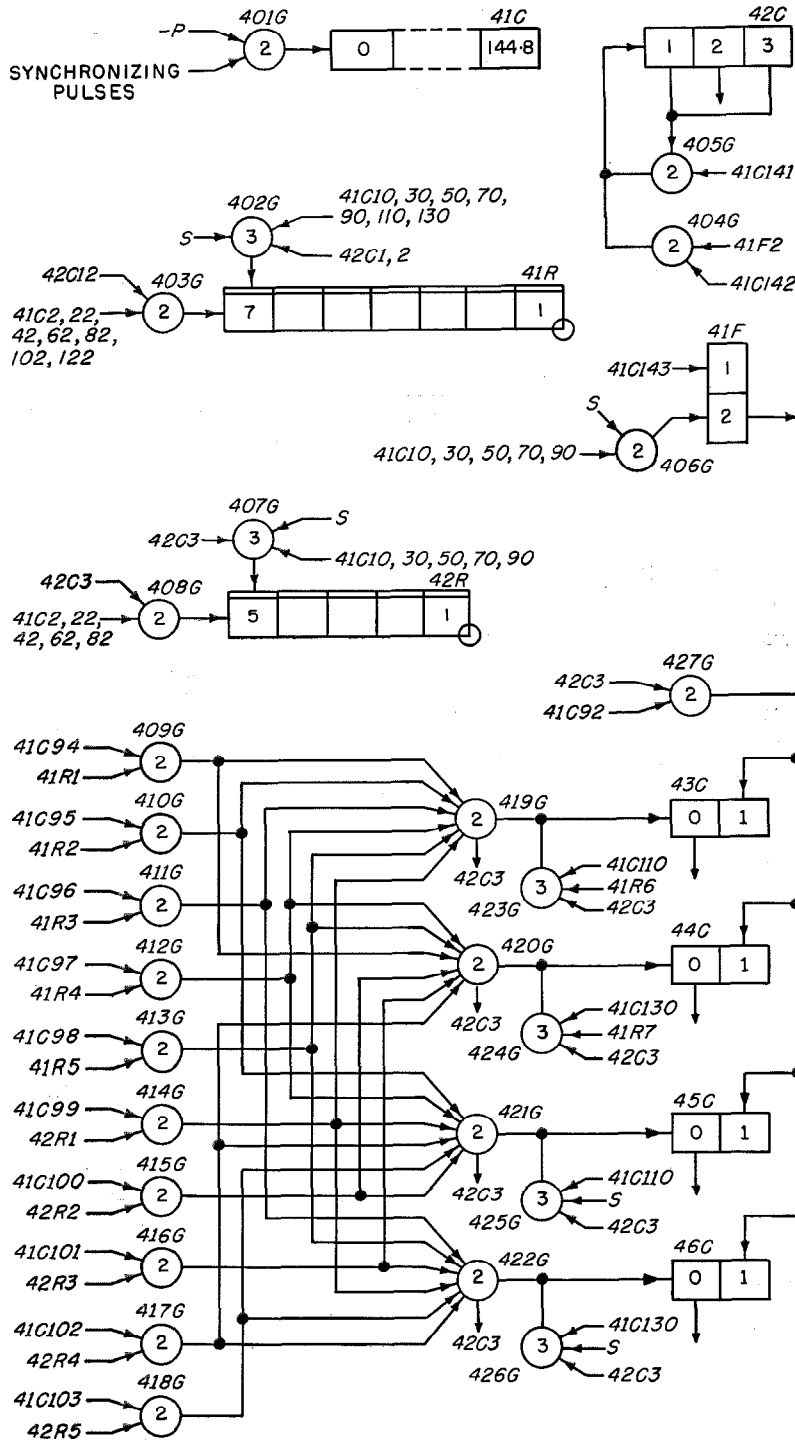 401G
41C
42C
-P
2
0
144·8
1
2
3
SYNCHRONIZING
PULSES
405G
2
41C141
402G
41C10, 30, 50, 70,
90, 110, 130
S
3
42C1, 2
404G
2
41F2
41C142
42C12
403G
41R
41C2, 22,
42, 62, 82,
102, 122
2
7
1
41F
41C143
1
2
S
41C10, 30, 50, 70, 90
2
406G
407G
S
42C3
3
41C10, 30, 50, 70, 90
42C3
408G
42R
41C2, 22,
42, 62, 82
2
5
1
427G
42C3
41C92
2
409G
41C94
41R1
2
410G
41C95
41R2
2
411G
41C96
41R3
2
412G
41C97
41R4
2
413G
41C98
41R5
2
414G
41C99
42R1
2
415G
41C100
42R2
2
416G
41C101
42R3
2
417G
41C102
42R4
2
418G
41C103
42R5
2
419G
2
42C3
43C
0
1
423G
3
41C110
41R6
42C3
420G
2
42C3
44C
0
1
424G
3
41C130
41R7
42C3
421G
2
42C3
45C
0
1
425G
3
41C110
S
42C3
422G
2
42C3
46C
0
1
426G
3
41C130
S
42C3